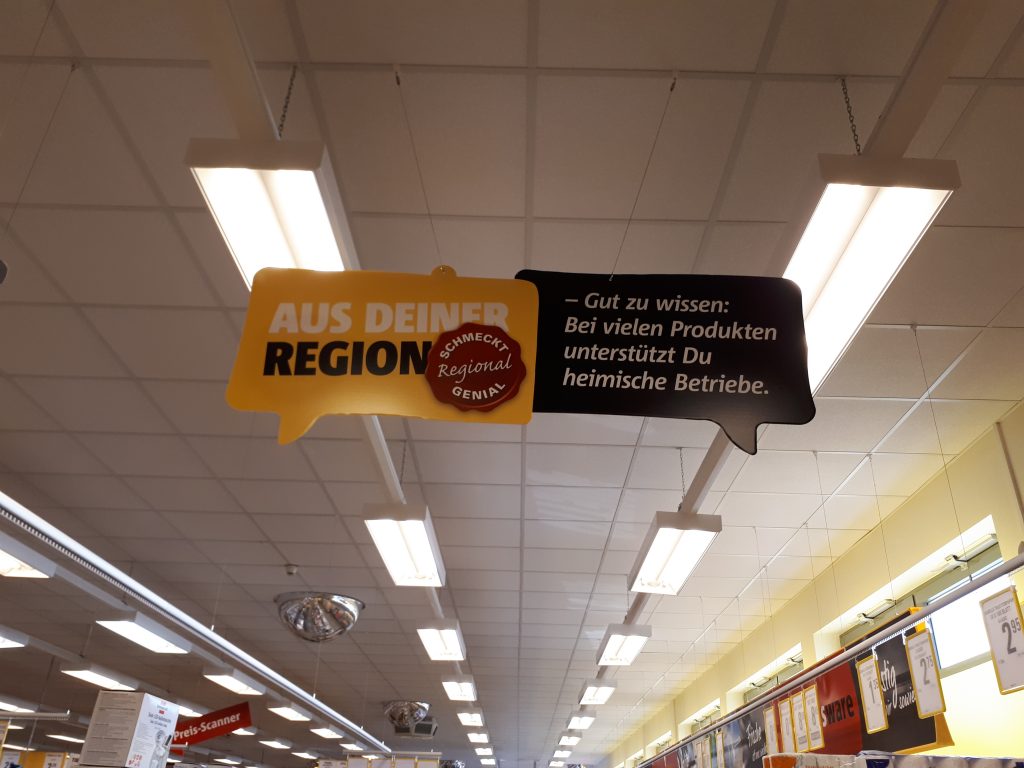 AUS DEINER
REGION
SCHMECKT
Regional
GENIAL
– Gut zu wissen:
Bei vielen Produkten
unterstützt Du
heimische Betriebe.
Preis-Scanner